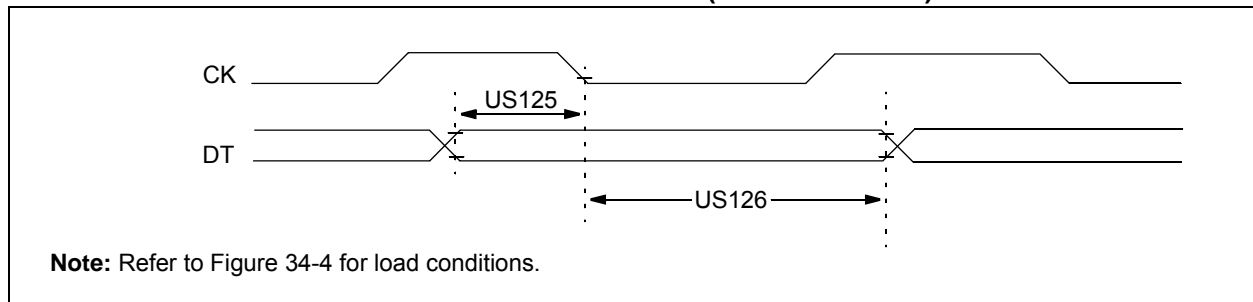 CK
US125
DT
US126
Note: Refer to Figure 34-4 for load conditions.